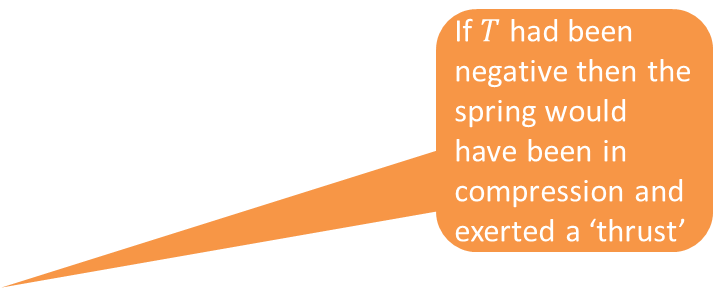 If 𝑇 had been
negative then the
spring would
have been in
compression and
exerted a ‘thrust’